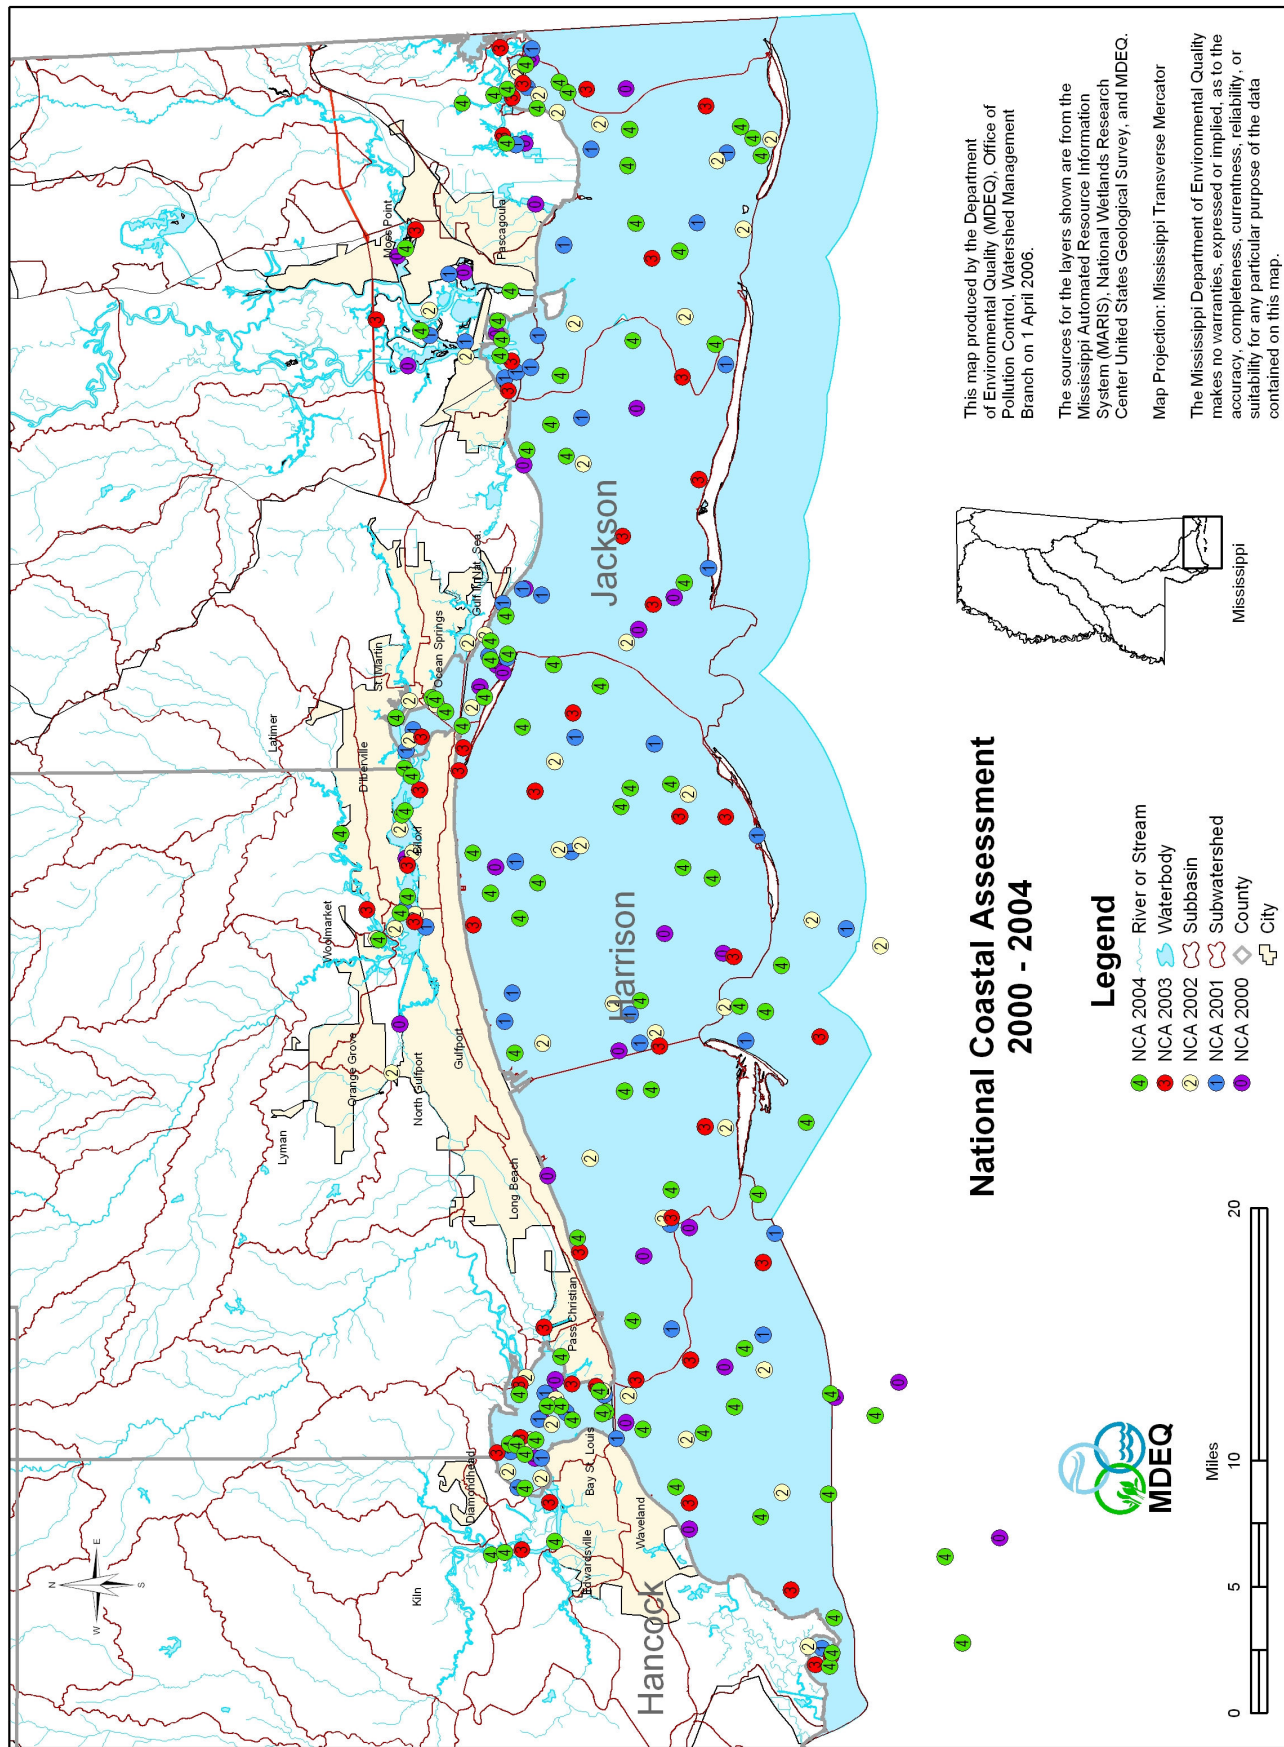 National Coastal Assessment
2000 - 2004
Legend
NCA 2004
NCA 2003
NCA 2002
NCA 2001
NCA 2000
River or Stream
Waterbody
Subbasin
Subwatershed
County
City
This map produced by the Department
of Environmental Quality (MDEQ), Office of
Pollution Control, Watershed Management
Branch on 1 April 2006.
The sources for the layers shown are from the
Mississippi Automated Resource Information
System (MARIS), National Wetlands Research
Center United States Geological Survey, and MDEQ.
Map Projection: Mississippi Transverse Mercator
The Mississippi Department of Environmental Quality
makes no warranties, expressed or implied, as to the
accuracy, completeness, currentness, reliability, or
suitability for any particular purpose of the data
contained on this map.
Mississippi
MDEQ
Miles
0 5 10 20
N
E
S
W
Hancock
Harrison
Jackson
Kiln
Diamondhead
Edwardsville
Waveland
Bay St. Louis
Pass Christian
Long Beach
Lyman
Orange Grove
North Gulfport
Gulfport
Woolmarket
Biloxi
D'Iberville
Latimer
St. Martin
Ocean Springs
Moss Point
Pascagoula